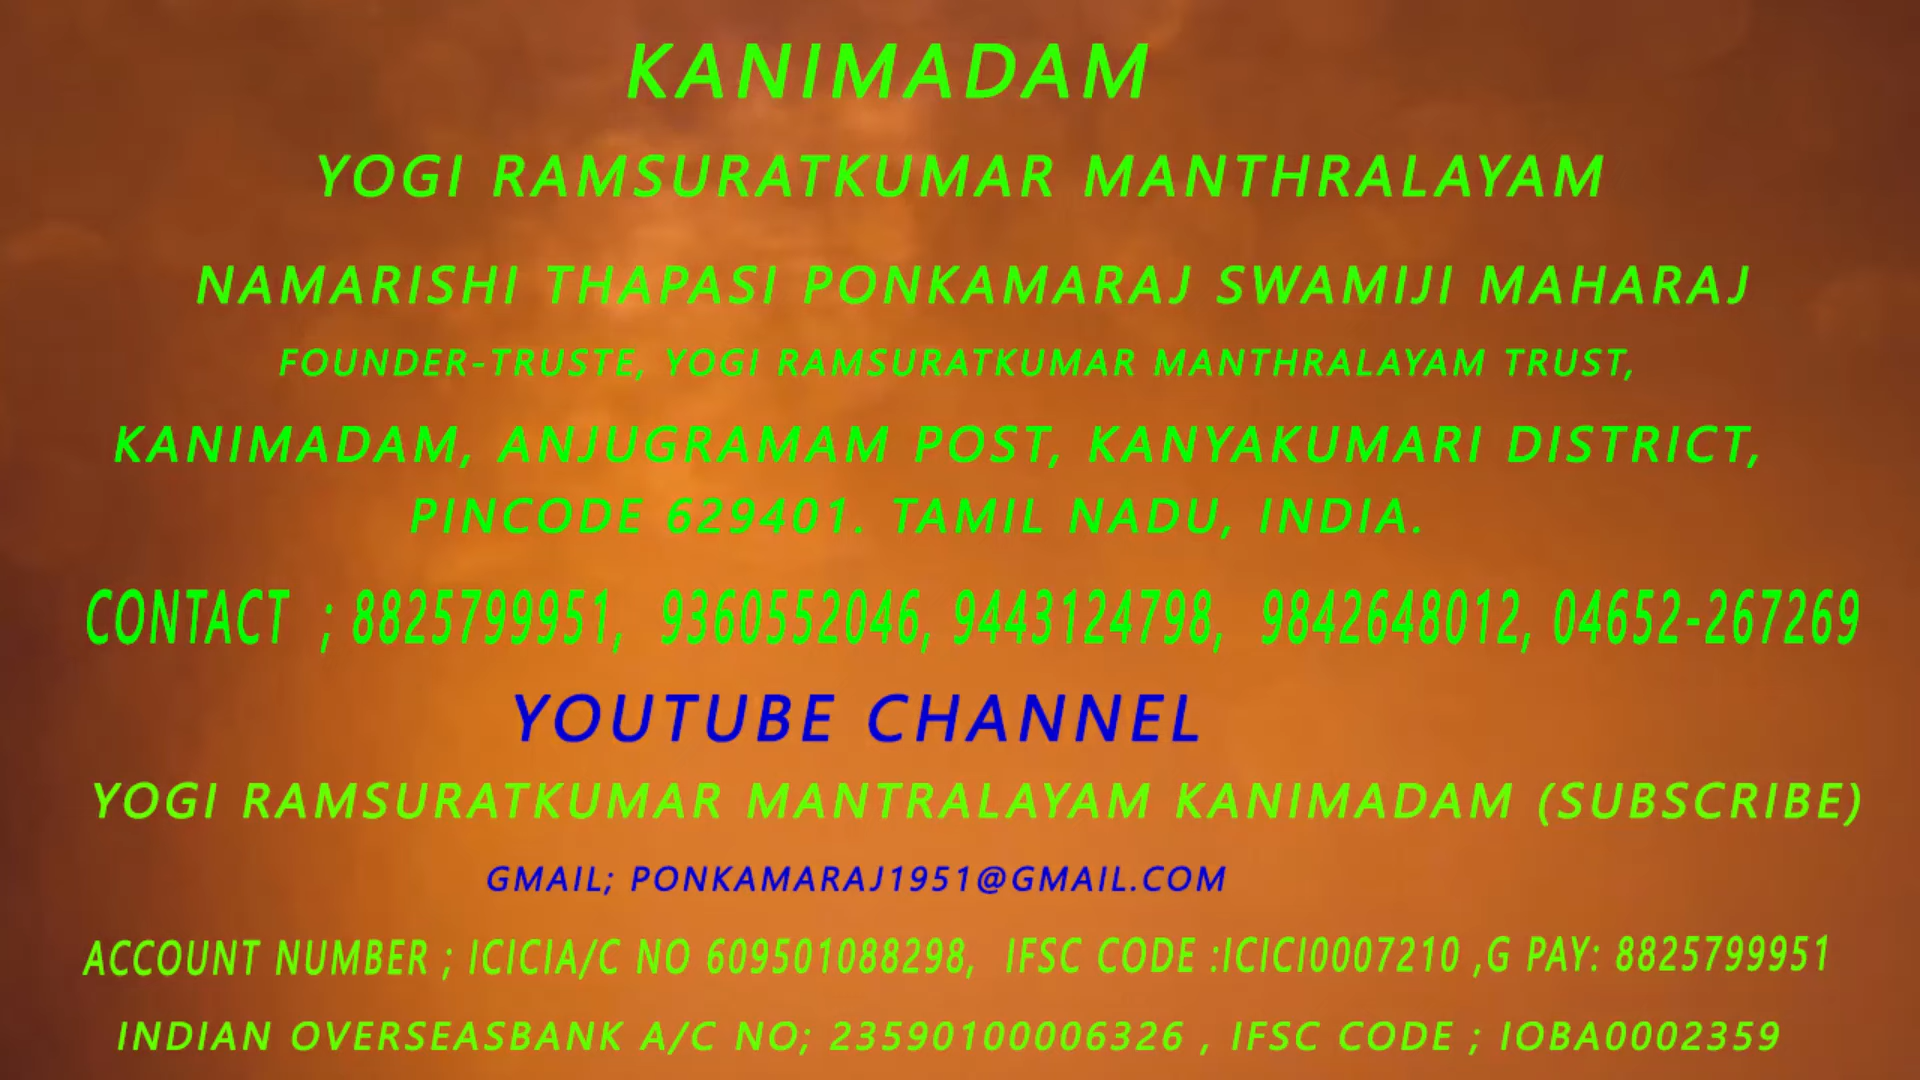 KANIMADAM
YOGI RAMSURATKUMAR MANTHRALAYAM
NAMARISHI THAPASI PONKAMARAJ SWAMIJI MAHARAJ
FOUNDER-TRUSTE, YOGI RAMSURATKUMAR MANTHRALAYAM TRUST,
KANIMADAM, ANJUGRAMAM POST, KANYAKUMARI DISTRICT,
PINCODE 629401. TAMIL NADU, INDIA.
CONTACT ; 8825799951, 9360552046, 9443124798, 9842648012, 04652-267269
YOUTUBE CHANNEL
YOGI RAMSURATKUMAR MANTRALAYAM KANIMADAM (SUBSCRIBE)
GMAIL; PONKAMARAJ1951@GMAIL.COM
ACCOUNT NUMBER ; ICICIA/C NO 609501088298, IFSC CODE :ICICI0007210 ,G PAY: 8825799951
INDIAN OVERSEASBANK A/C NO; 23590100006326 , IFSC CODE ; IOBA0002359